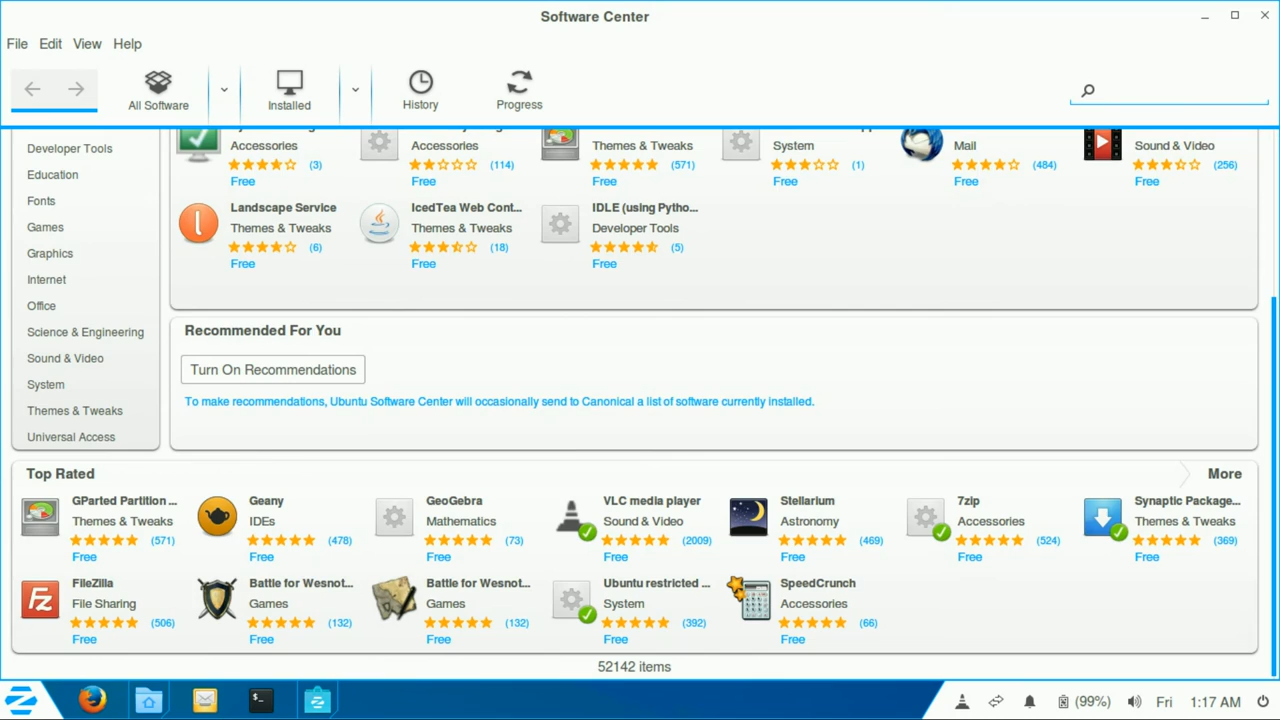 Software Center
File Edit View Help
All Software
Installed
History
Progress
Developer Tools
Education
Fonts
Games
Graphics
Internet
Office
Science & Engineering
Sound & Video
System
Themes & Tweaks
Universal Access
Accessories
(3)
Free
Accessories
(114)
Free
Themes & Tweaks
(571)
Free
System
(1)
Free
Mail
(484)
Free
Sound & Video
(256)
Free
Landscape Service
Themes & Tweaks
(6)
Free
IcedTea Web Cont...
Themes & Tweaks
(18)
Free
IDLE (using Pytho...
Developer Tools
(5)
Free
Recommended For You
Turn On Recommendations
To make recommendations, Ubuntu Software Center will occasionally send to Canonical a list of software currently installed.
Top Rated
More
GParted Partition ...
Themes & Tweaks
(571)
Free
Geany
IDEs
(478)
Free
GeoGebra
Mathematics
(73)
Free
VLC media player
Sound & Video
(2009)
Free
Stellarium
Astronomy
(469)
Free
7zip
Accessories
(524)
Free
Synaptic Package...
Themes & Tweaks
(369)
Free
Fz
FileZilla
File Sharing
(506)
Free
Battle for Wesnot...
Games
(132)
Free
Battle for Wesnot...
Games
(132)
Free
Ubuntu restricted ...
System
(392)
Free
SpeedCrunch
Accessories
(66)
Free
52142 items
(99%)
Fri
1:17 AM